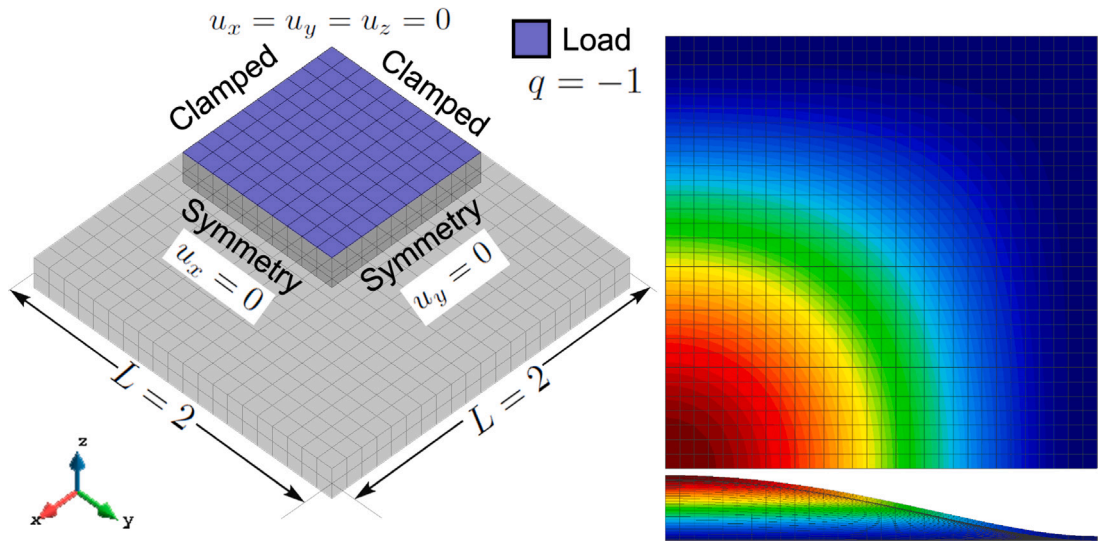 u_x = u_y = u_z = 0
Clamped
Clamped
Load
q = −1
Symmetry
u_x = 0
Symmetry
u_y = 0
L = 2
L = 2
z
x
y